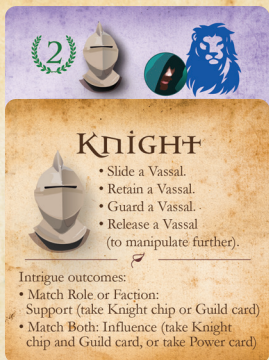 2
KNIGHT
• Slide a Vassal.
• Retain a Vassal.
• Guard a Vassal.
• Release a Vassal
(to manipulate further).
Intrigue outcomes:
• Match Role or Faction:
Support (take Knight chip or Guild card)
• Match Both: Influence (take Knight
chip and Guild card, or take Power card)